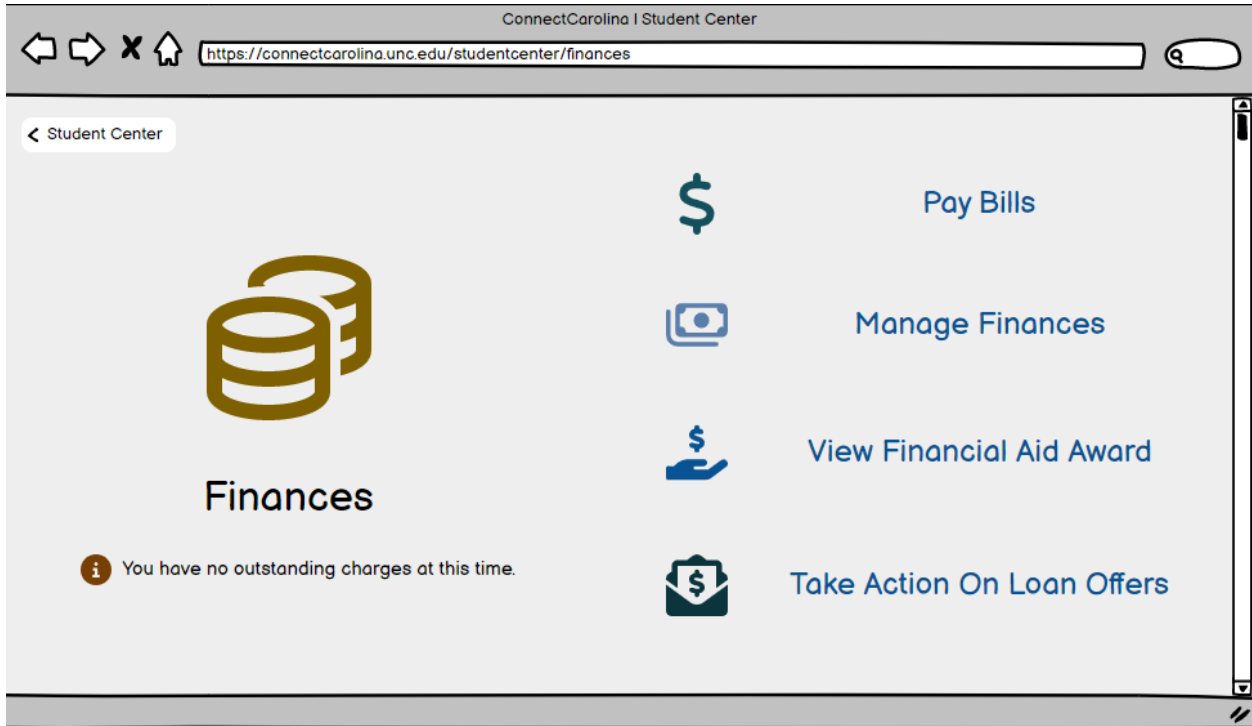 ConnectCarolina | Student Center
https://connectcarolina.unc.edu/studentcenter/finances
Student Center
Finances
You have no outstanding charges at this time.
Pay Bills
Manage Finances
View Financial Aid Award
Take Action On Loan Offers